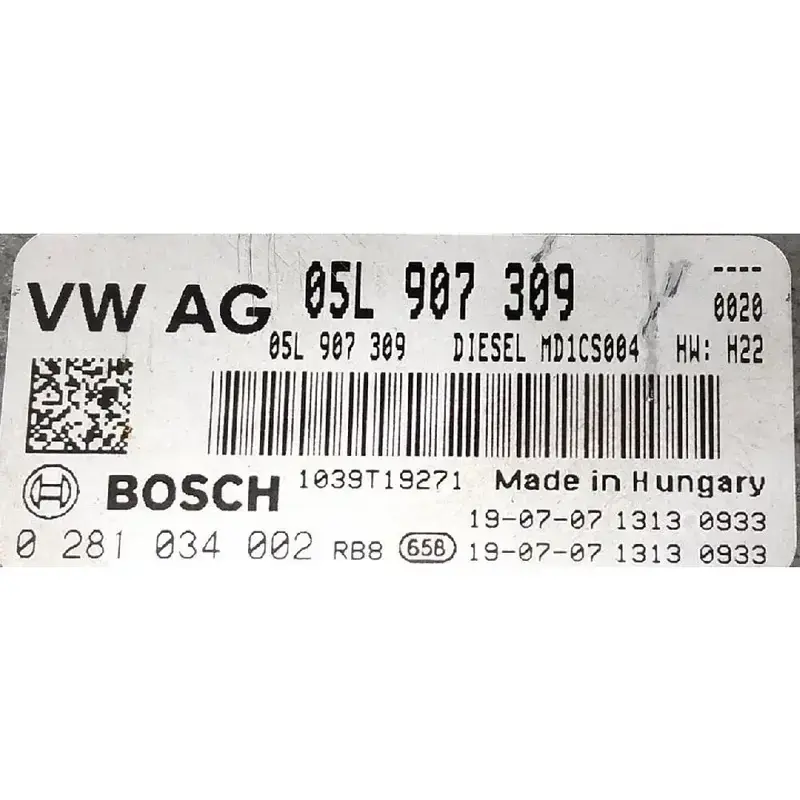 VW AG 05L 907 309 ----
0020
05L 907 309 DIESEL MD1CS004 HW: H22
BOSCH 1039T19271 Made in Hungary
19-07-07 1313 0933
0 281 034 002 RB8 658 19-07-07 1313 0933